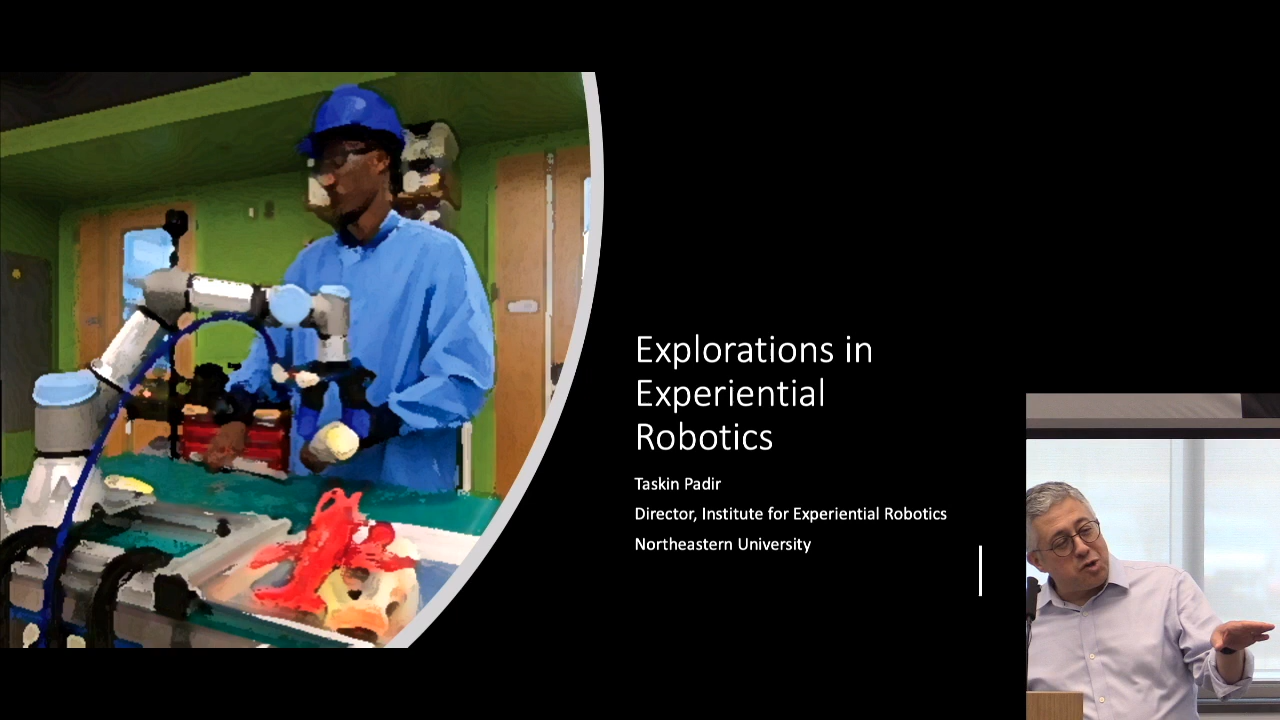 Explorations in
Experiential
Robotics
Taskin Padir
Director, Institute for Experiential Robotics
Northeastern University